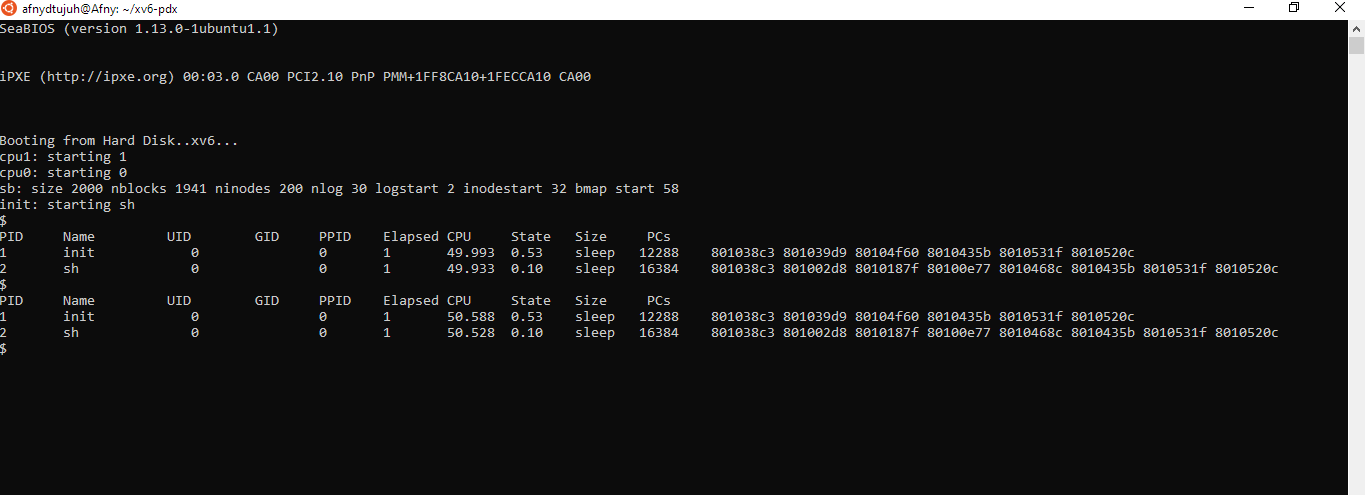 afnydtujuh@Afny: ~/xv6-pdx
SeaBIOS (version 1.13.0-1ubuntu1.1)
iPXE (http://ipxe.org) 00:03.0 CA00 PCI2.10 PnP PMM+1FF8CA10+1FECCA10 CA00
Booting from Hard Disk..xv6...
cpu1: starting 1
cpu0: starting 0
sb: size 2000 nblocks 1941 ninodes 200 nlog 30 logstart 2 inodestart 32 bmap start 58
init: starting sh
$
PID Name UID GID PPID Elapsed CPU State Size PCs
1 init 0 0 1 49.993 0.53 sleep 12288 801038c3 801039d9 80104f60 8010435b 8010531f 8010520c
2 sh 0 0 1 49.933 0.10 sleep 16384 801038c3 801002d8 8010187f 80100e77 8010468c 8010435b 8010531f 8010520c
$
PID Name UID GID PPID Elapsed CPU State Size PCs
1 init 0 0 1 50.588 0.53 sleep 12288 801038c3 801039d9 80104f60 8010435b 8010531f 8010520c
2 sh 0 0 1 50.528 0.10 sleep 16384 801038c3 801002d8 8010187f 80100e77 8010468c 8010435b 8010531f 8010520c
$